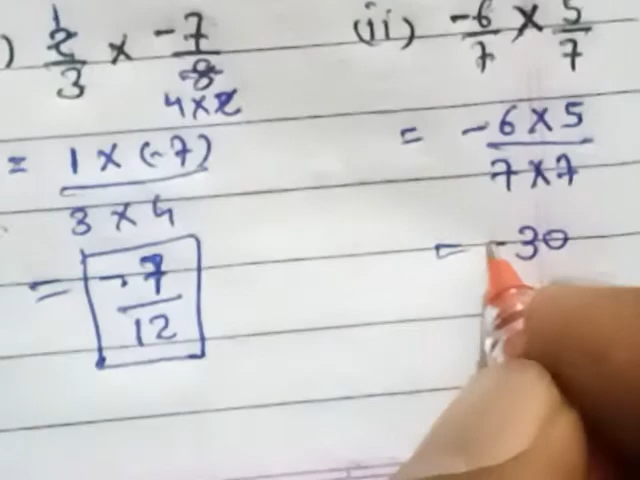 ) 2/3 × -7/8
1
4×2
= 1 × (-7) / 3 × 4
= -7/12
(ii) -6/7 × 5/7
= -6×5 / 7×7
= -30